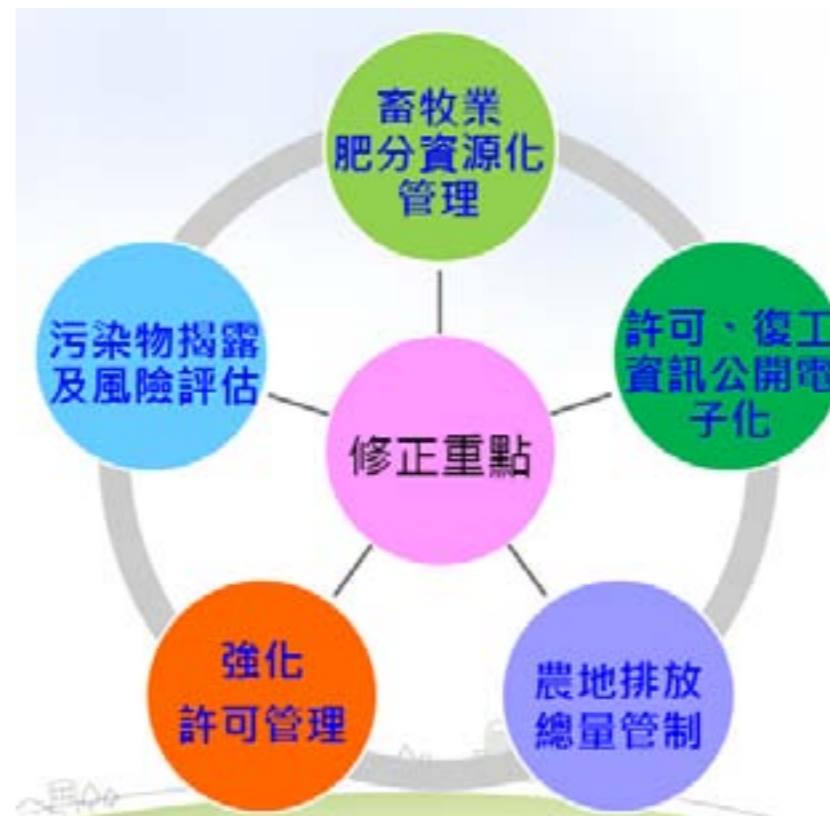 畜牧業
肥分資源化
管理
許可、復工
資訊公開電
子化
農地排放
總量管制
強化
許可管理
污染物揭露
及風險評估
修正重點